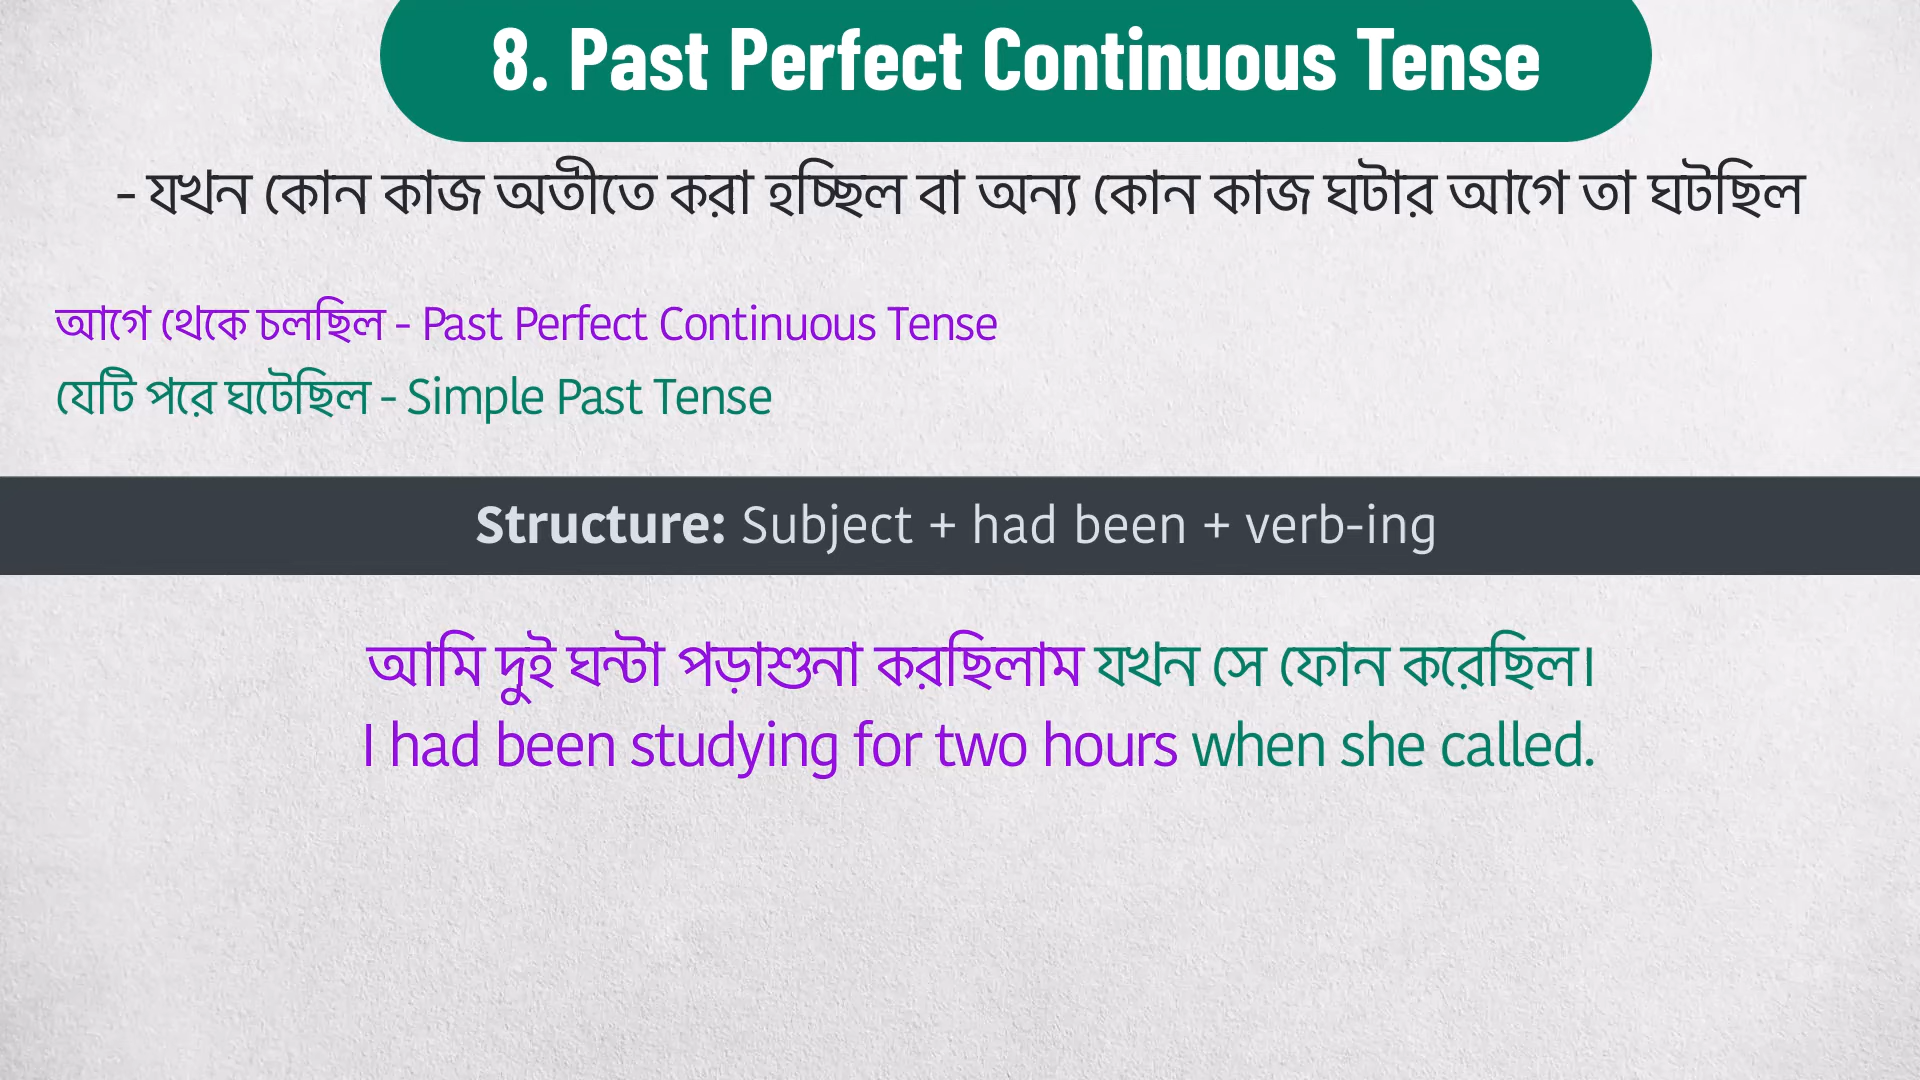 8. Past Perfect Continuous Tense
- যখন কোন কাজ অতীতে করা হচ্ছিল বা অন্য কোন কাজ ঘটার আগে তা ঘটছিল
আগে থেকে চলছিল - Past Perfect Continuous Tense
যেটি পরে ঘটেছিল - Simple Past Tense
Structure: Subject + had been + verb-ing
আমি দুই ঘন্টা পড়াশুনা করছিলাম যখন সে ফোন করেছিল।
I had been studying for two hours when she called.